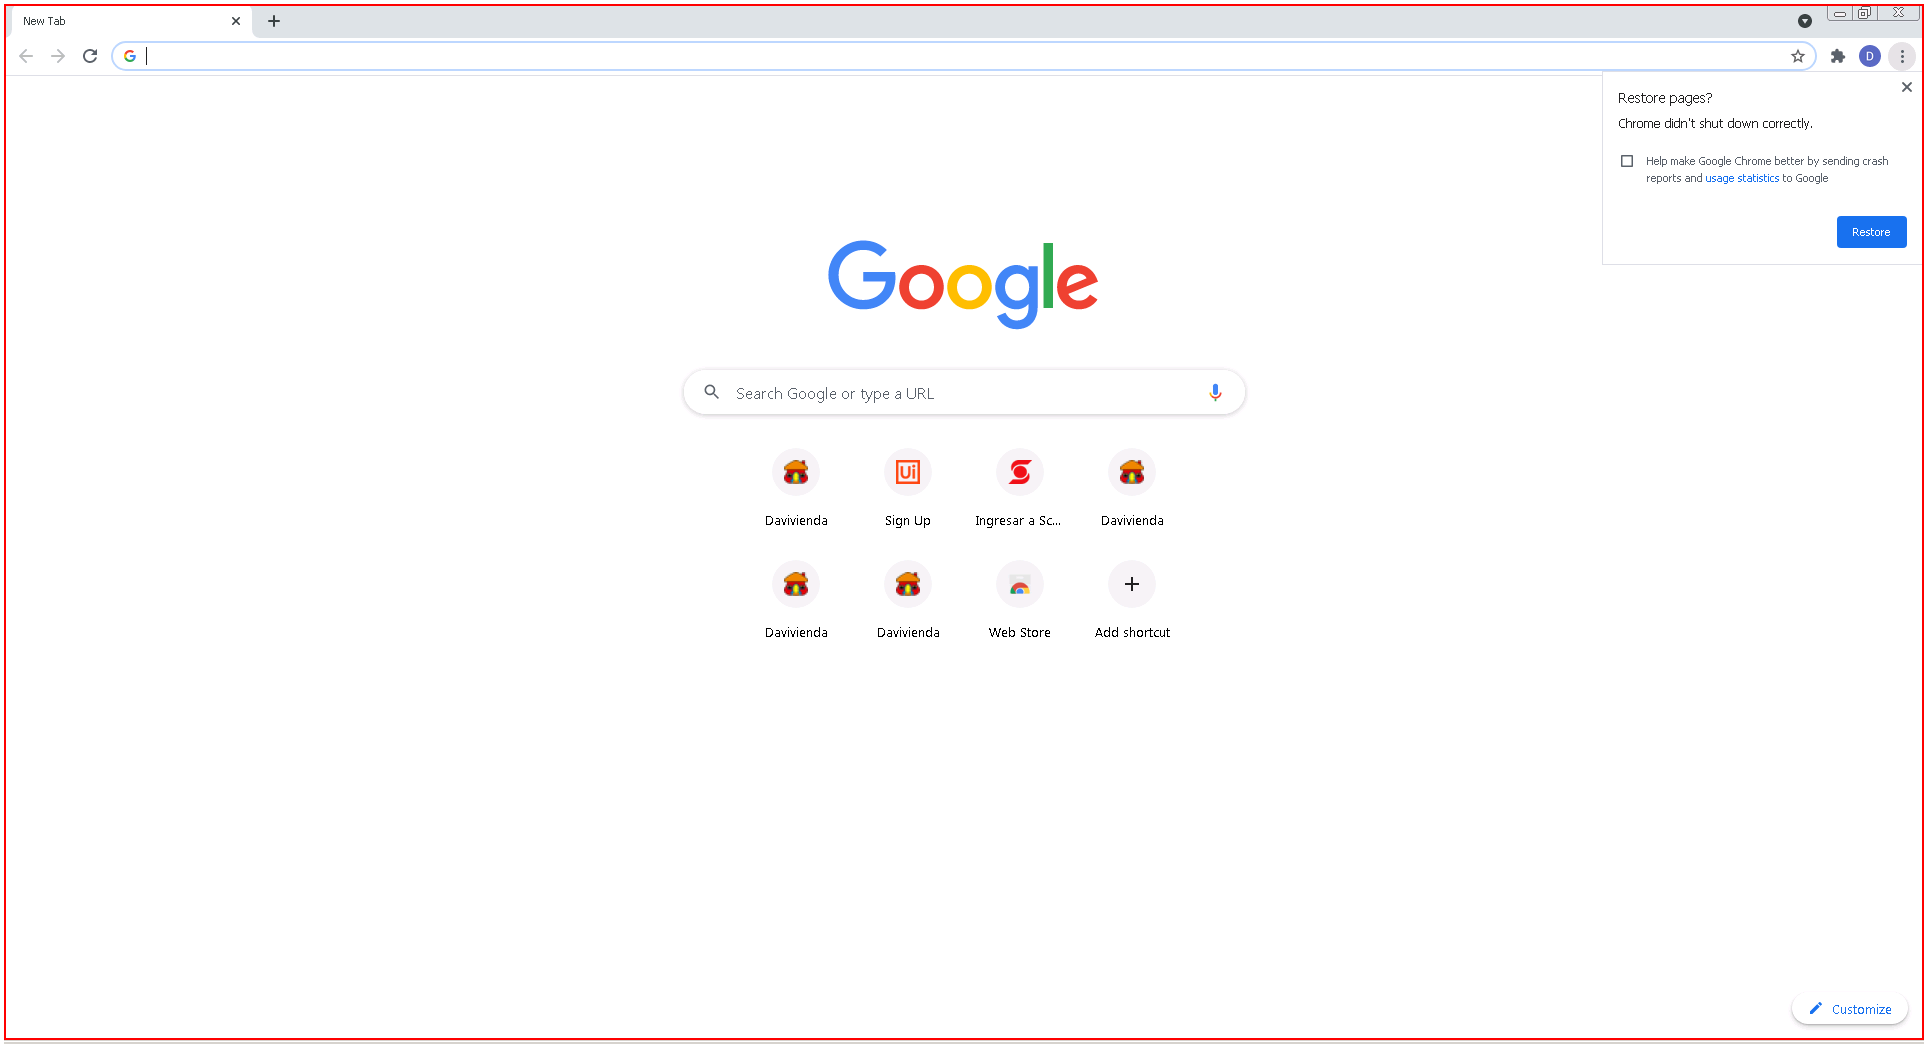 New Tab
Restore pages?
Chrome didn't shut down correctly.
Help make Google Chrome better by sending crash
reports and usage statistics to Google
Restore
D
Google
Search Google or type a URL
Ui
Davivienda
Sign Up
Ingresar a Sc...
Davivienda
Davivienda
Davivienda
Web Store
Add shortcut
Customize